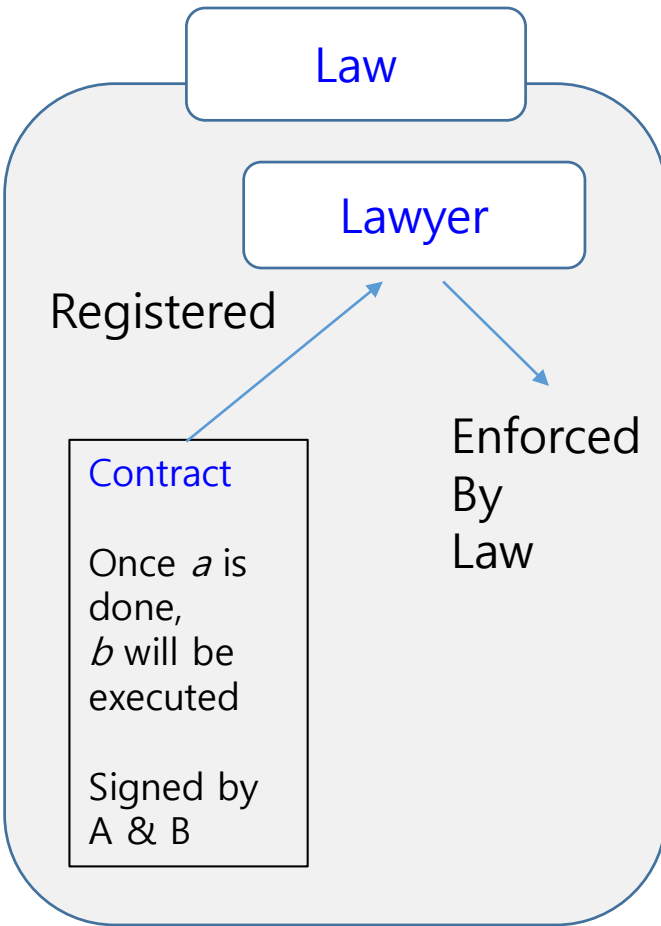 Law
Lawyer
Registered
Enforced
By
Law
Contract
Once a is
done,
b will be
executed
Signed by
A & B